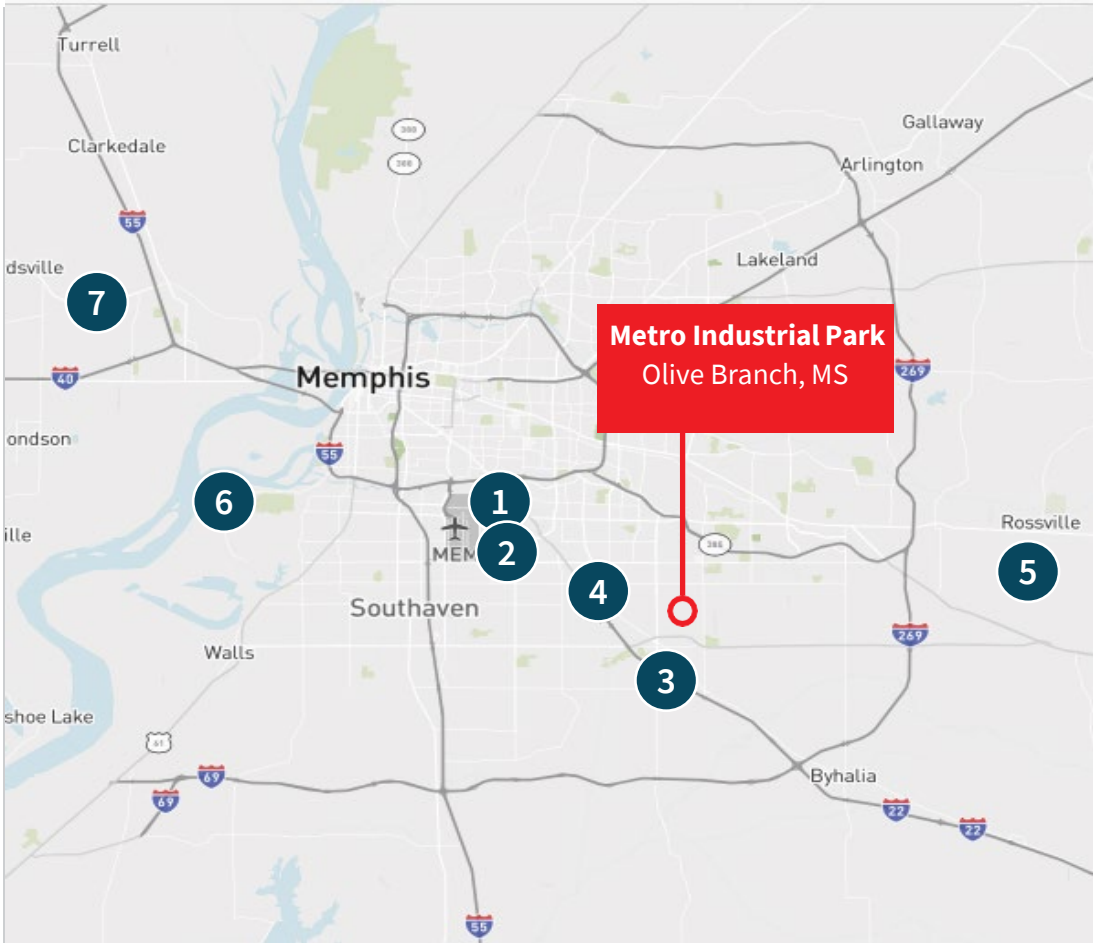 Turrell
Clarkedale
300
388
Gallaway
Arlington
55
dsville
7
Lakeland
Metro Industrial Park
Olive Branch, MS
40
Memphis
269
ondson
55
6
1
ille
MEM
2
385
Rossville
5
4
Southaven
269
Walls
3
shoe Lake
61
69
69
Byhalia
22
22
55